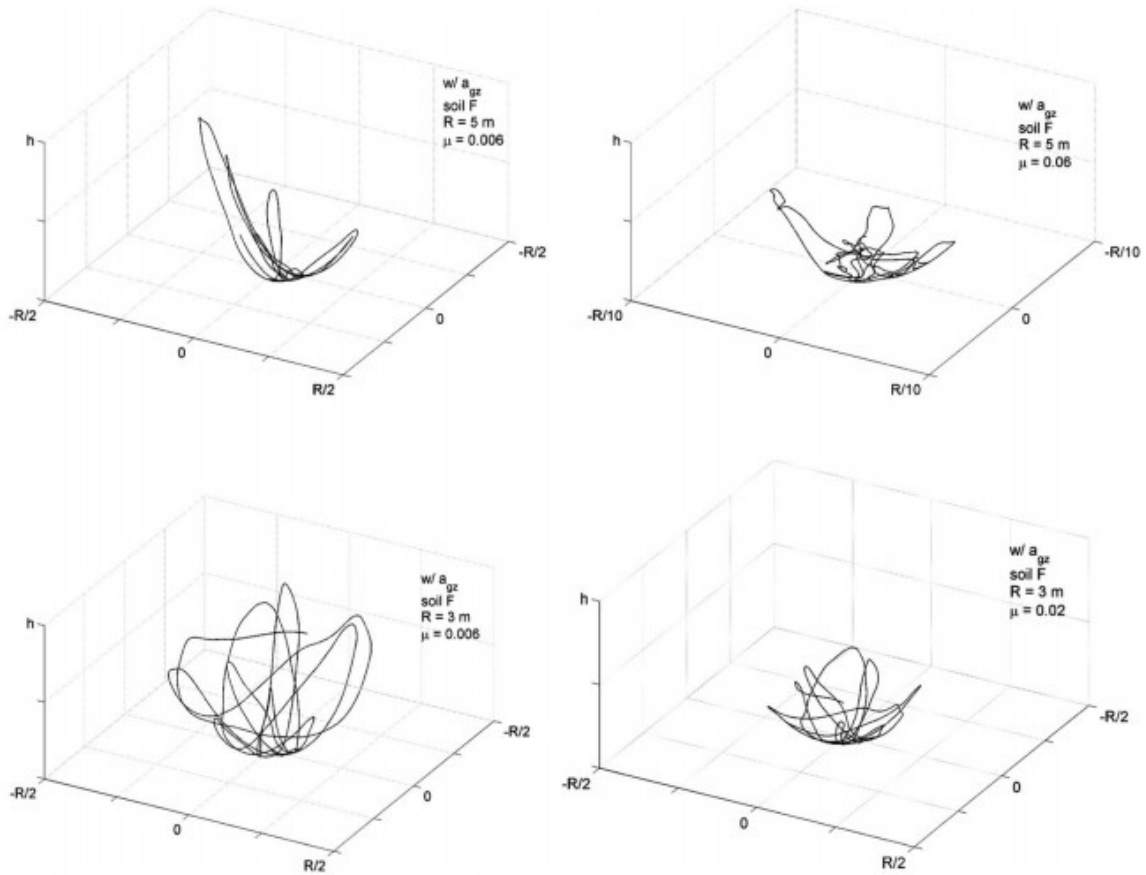 w/ a_gz
soil F
R = 5 m
μ = 0.006
h
-R/2
-R/2
0
0
R/2
w/ a_gz
soil F
R = 5 m
μ = 0.06
h
-R/10
-R/10
0
0
R/10
w/ a_gz
soil F
R = 3 m
μ = 0.006
h
-R/2
-R/2
0
0
R/2
w/ a_gz
soil F
R = 3 m
μ = 0.02
h
-R/2
-R/2
0
0
R/2